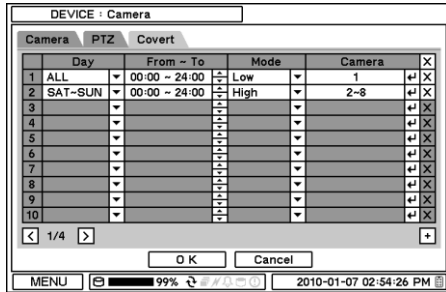 DEVICE : Camera
Camera PTZ Covert
Day From ~ To Mode Camera X
1 ALL 00:00 ~ 24:00 Low 1 X
2 SAT~SUN 00:00 ~ 24:00 High 2~8 X
3 X
4 X
5 X
6 X
7 X
8 X
9 X
10 X
< 1/4 > +
O K Cancel
MENU 99% 2010-01-07 02:54:26 PM